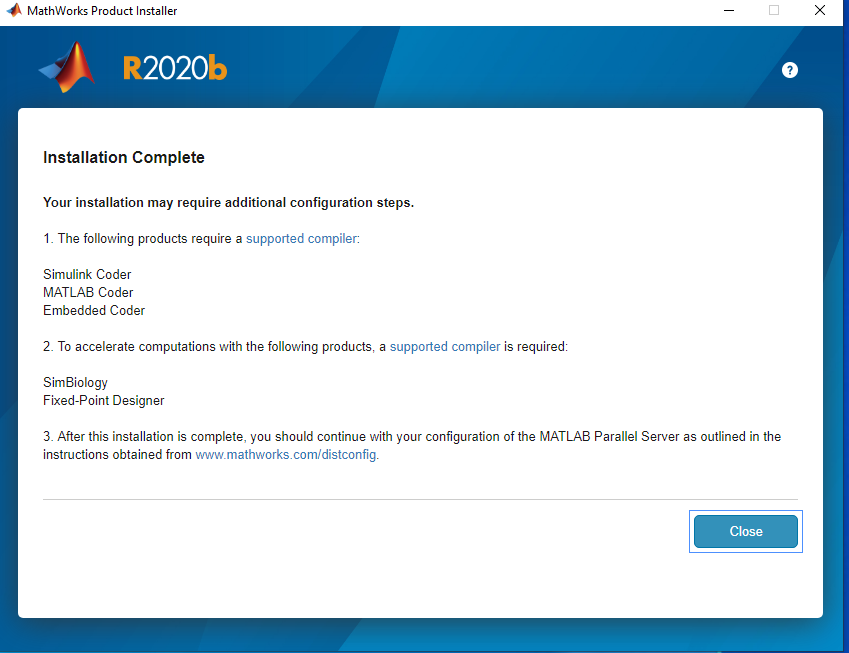 MathWorks Product Installer
R2020b
?
Installation Complete
Your installation may require additional configuration steps.
1. The following products require a supported compiler:
Simulink Coder
MATLAB Coder
Embedded Coder
2. To accelerate computations with the following products, a supported compiler is required:
SimBiology
Fixed-Point Designer
3. After this installation is complete, you should continue with your configuration of the MATLAB Parallel Server as outlined in the
instructions obtained from www.mathworks.com/distconfig.
Close